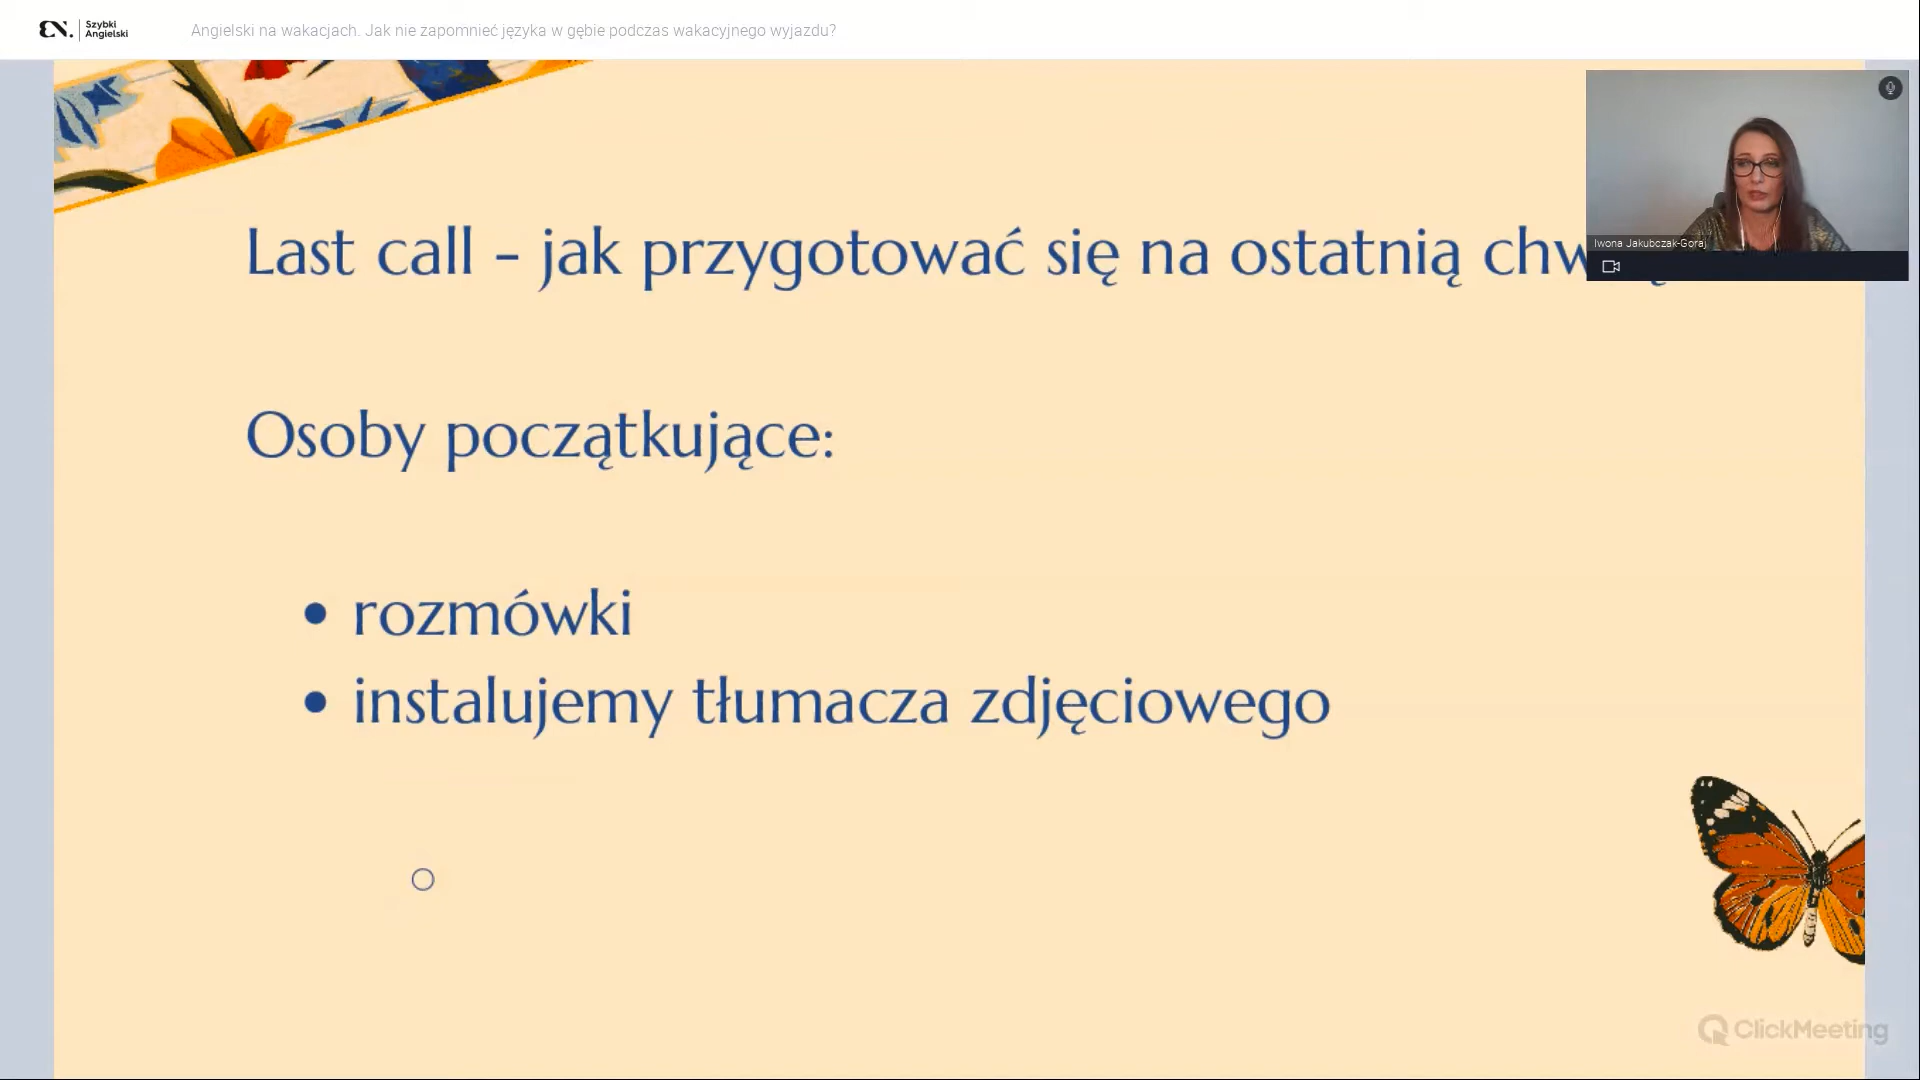 EN. Szybki
Angielski
Angielski na wakacjach. Jak nie zapomnieć języka w gębie podczas wakacyjnego wyjazdu?
Iwona Jakubczak-Goraj
Last call - jak przygotować się na ostatnią
Osoby początkujące:
• rozmówki
• instalujemy tłumacza zdjęciowego
ClickMeeting